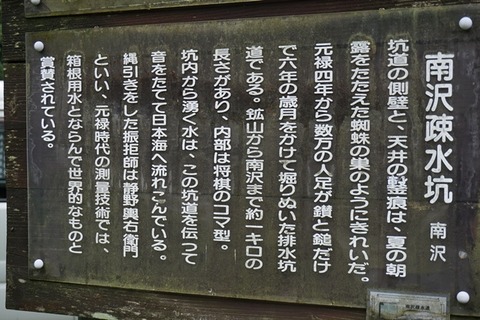 南沢疎水坑
南沢
坑道の側壁と、天井の鏨痕は、夏の朝
露をたたえた蜘蛛の巣のようにきれいだ。
元禄四年から数万の人足が鑚と鎚だけ
で六年の歳月をかけて掘りぬいた排水坑
道である。鉱山から南沢まで約一キロの
長さがあり、内部は将棋のコマ型。
坑内から湧く水は、この坑道を伝つて
音をたてて日本海へ流れこんでいる。
縄引きをした振拒師は静野與右衛門
といい、元禄時代の測量技術では、
箱根用水とならんで世界的なものと
賞賛されている。